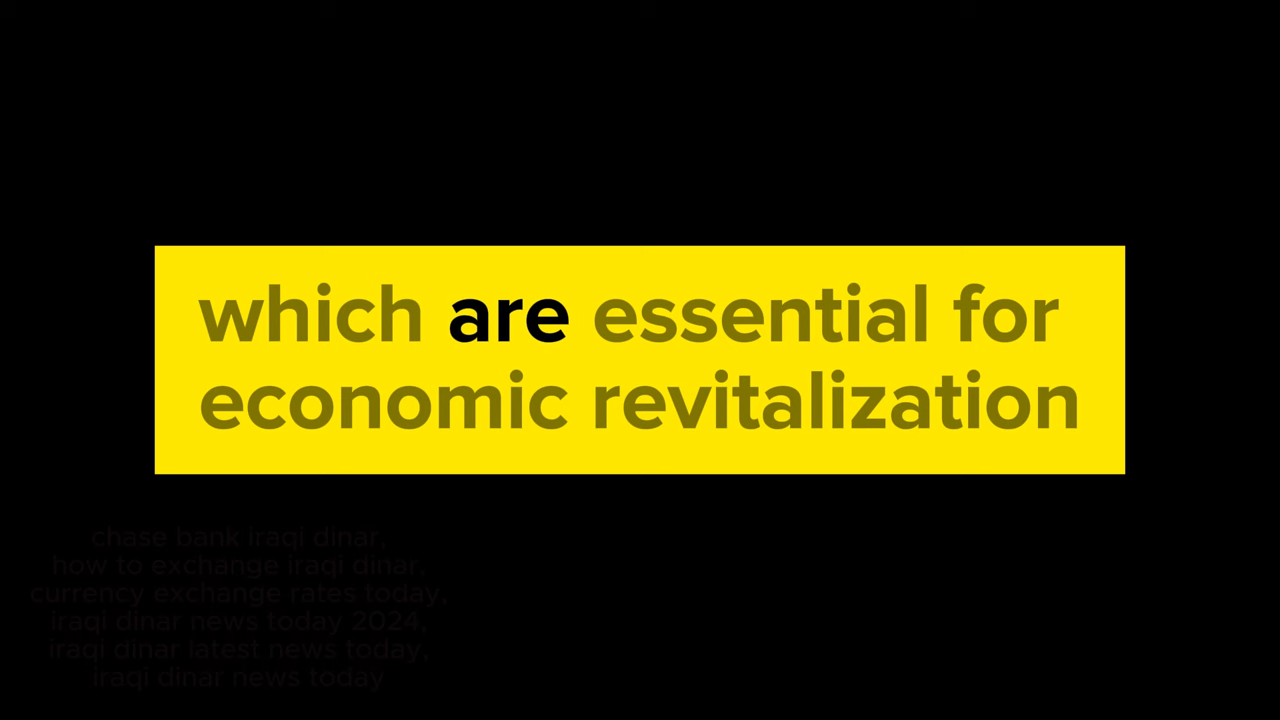 which are essential for
economic revitalization
chase bank iraqi dinar,
how to exchange iraqi dinar,
currency exchange rates today,
iraqi dinar news today 2024,
iraqi dinar latest news today,
iraqi dinar news today